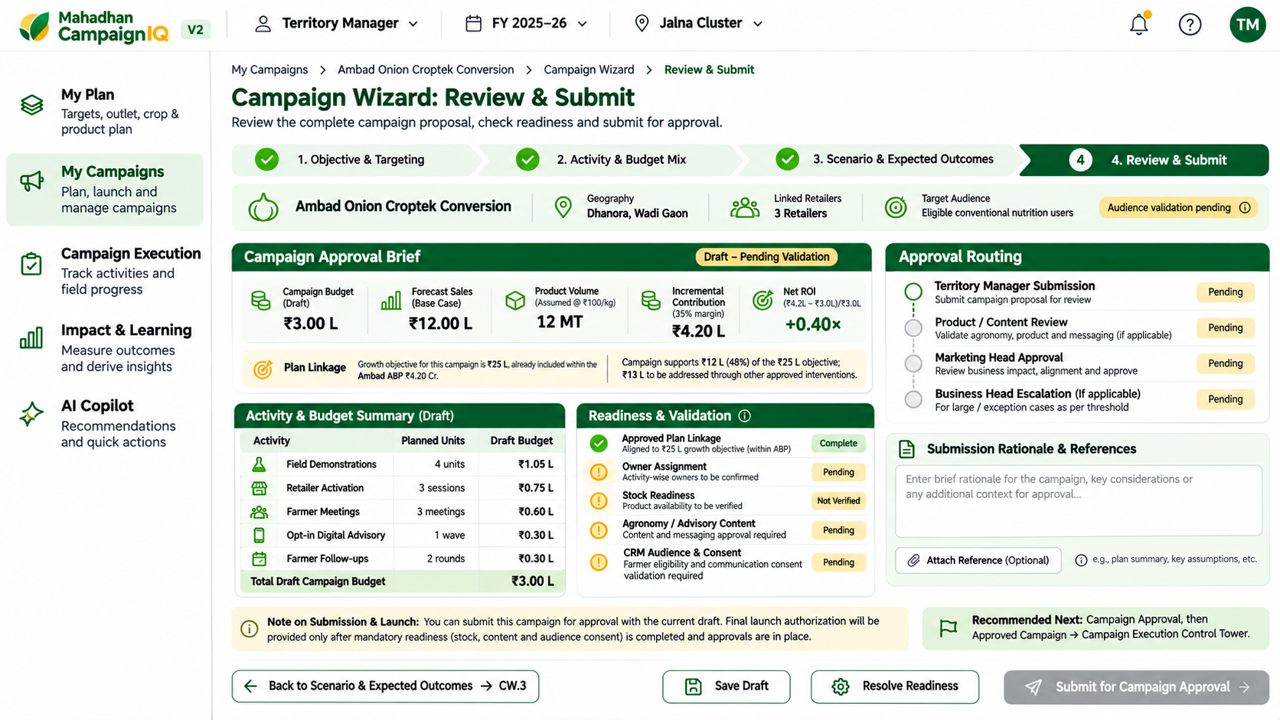 Mahadhan
CampaignIQ V2
Territory Manager
FY 2025–26
Jalna Cluster
TM
My Plan
Targets, outlet, crop &
product plan
My Campaigns
Plan, launch and
manage campaigns
Campaign Execution
Track activities and
field progress
Impact & Learning
Measure outcomes
and derive insights
AI Copilot
Recommendations
and quick actions
My Campaigns > Ambad Onion Croptek Conversion > Campaign Wizard > Review & Submit
Campaign Wizard: Review & Submit
Review the complete campaign proposal, check readiness and submit for approval.
1. Objective & Targeting
2. Activity & Budget Mix
3. Scenario & Expected Outcomes
4 4. Review & Submit
Ambad Onion Croptek Conversion
Geography
Dhanora, Wadi Gaon
Linked Retailers
3 Retailers
Target Audience
Eligible conventional nutrition users
Audience validation pending
Campaign Approval Brief
Draft – Pending Validation
Campaign Budget
(Draft)
₹3.00 L
Forecast Sales
(Base Case)
₹12.00 L
Product Volume
(Assumed @ ₹100/kg)
12 MT
Incremental
Contribution
(35% margin)
₹4.20 L
Net ROI
(₹4.2L – ₹3.0L)/₹3.0L
+0.40×
Plan Linkage
Growth objective for this campaign is ₹25 L, already included within the
Ambad ABP ₹4.20 Cr.
Campaign supports ₹12 L (48%) of the ₹25 L objective;
₹13 L to be addressed through other approved interventions.
Approval Routing
Territory Manager Submission
Submit campaign proposal for review
Pending
Product / Content Review
Validate agronomy, product and messaging (if applicable)
Pending
Marketing Head Approval
Review business impact, alignment and approve
Pending
Business Head Escalation (If applicable)
For large / exception cases as per threshold
Pending
Activity & Budget Summary (Draft)
Activity Planned Units Draft Budget
Field Demonstrations 4 units ₹1.05 L
Retailer Activation 3 sessions ₹0.75 L
Farmer Meetings 3 meetings ₹0.60 L
Opt-in Digital Advisory 1 wave ₹0.30 L
Farmer Follow-ups 2 rounds ₹0.30 L
Total Draft Campaign Budget ₹3.00 L
Readiness & Validation
Approved Plan Linkage
Aligned to ₹25 L growth objective (within ABP)
Complete
Owner Assignment
Activity-wise owners to be confirmed
Pending
Stock Readiness
Product availability to be verified
Not Verified
Agronomy / Advisory Content
Content and messaging approval required
Pending
CRM Audience & Consent
Farmer eligibility and communication consent
validation required
Pending
Submission Rationale & References
Enter brief rationale for the campaign, key considerations or
any additional context for approval...
Attach Reference (Optional)
e.g., plan summary, key assumptions, etc.
Note on Submission & Launch: You can submit this campaign for approval with the current draft. Final launch authorization will be
provided only after mandatory readiness (stock, content and audience consent) is completed and approvals are in place.
Recommended Next: Campaign Approval, then
Approved Campaign → Campaign Execution Control Tower.
← Back to Scenario & Expected Outcomes → CW.3
Save Draft
Resolve Readiness
Submit for Campaign Approval →